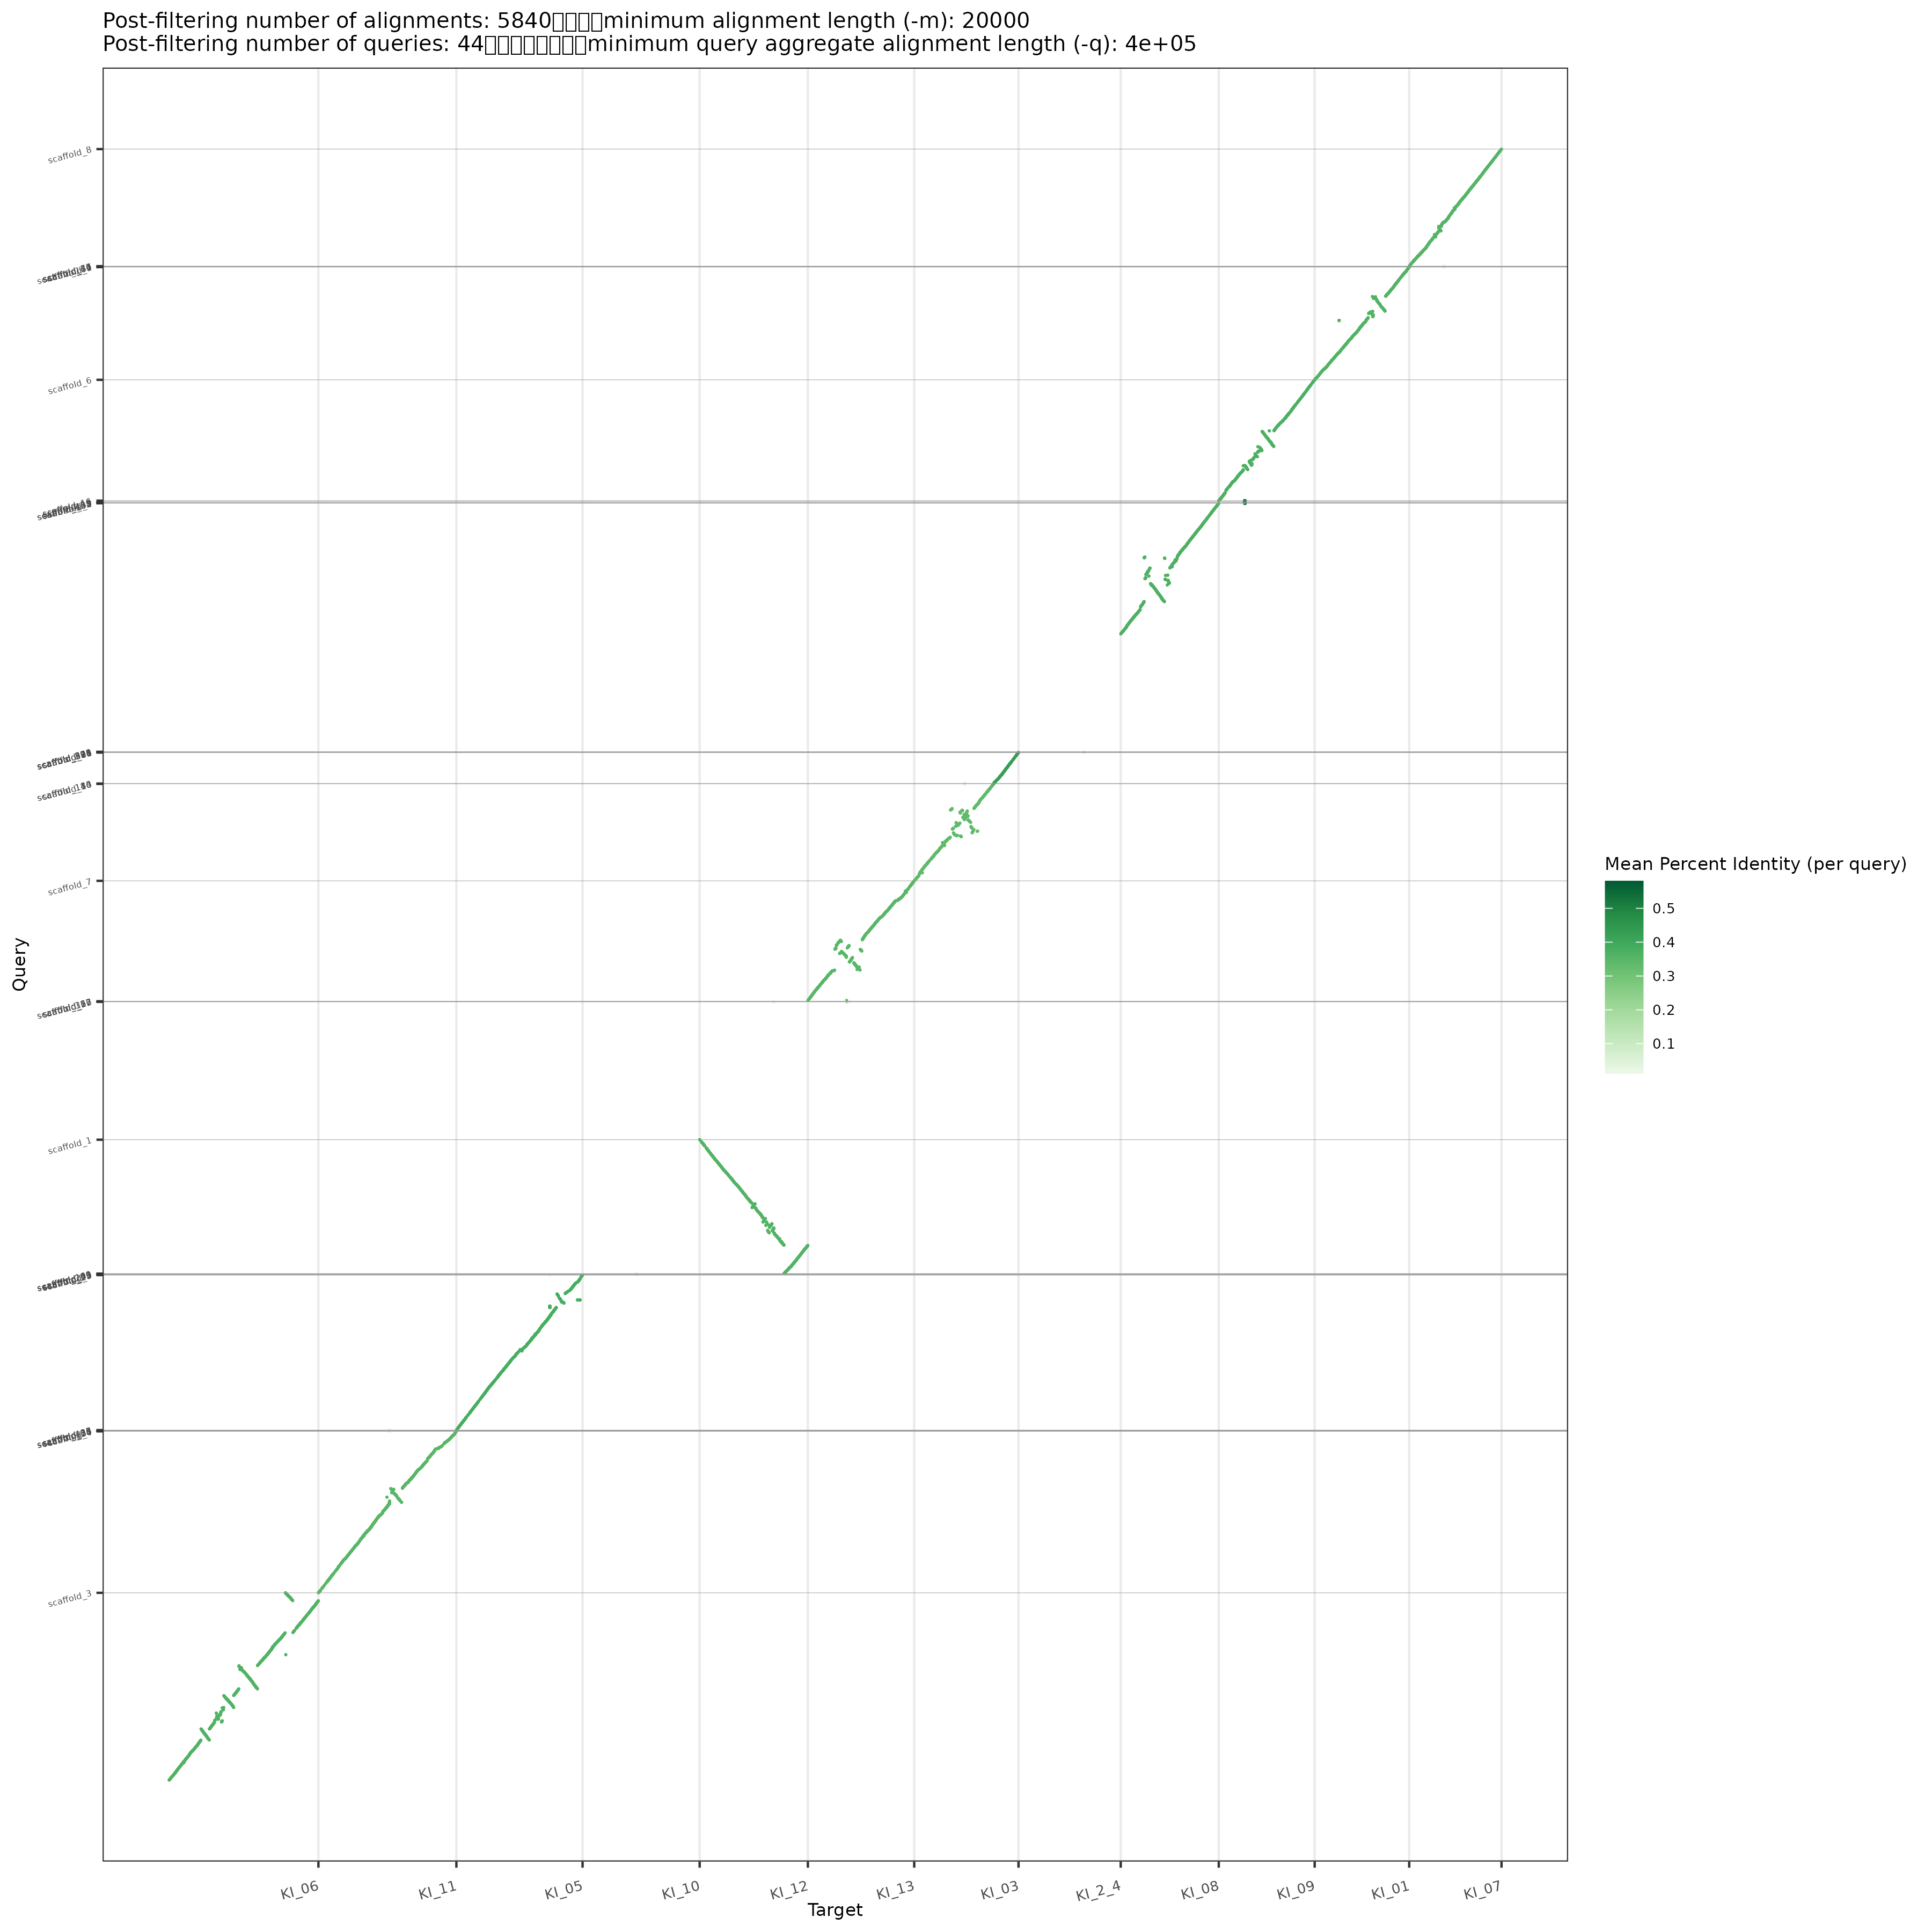 Post-filtering number of alignments: 5840□□□□minimum alignment length (-m): 20000
Post-filtering number of queries: 44□□□□□□□□minimum query aggregate alignment length (-q): 4e+05
scaffold_8
scaffold_6
scaffold_7
scaffold_1
scaffold_3
Query
KI_06
KI_11
KI_05
KI_10
KI_12
KI_13
KI_03
KI_2_4
KI_08
KI_09
KI_01
KI_07
Target
Mean Percent Identity (per query)
0.5
0.4
0.3
0.2
0.1